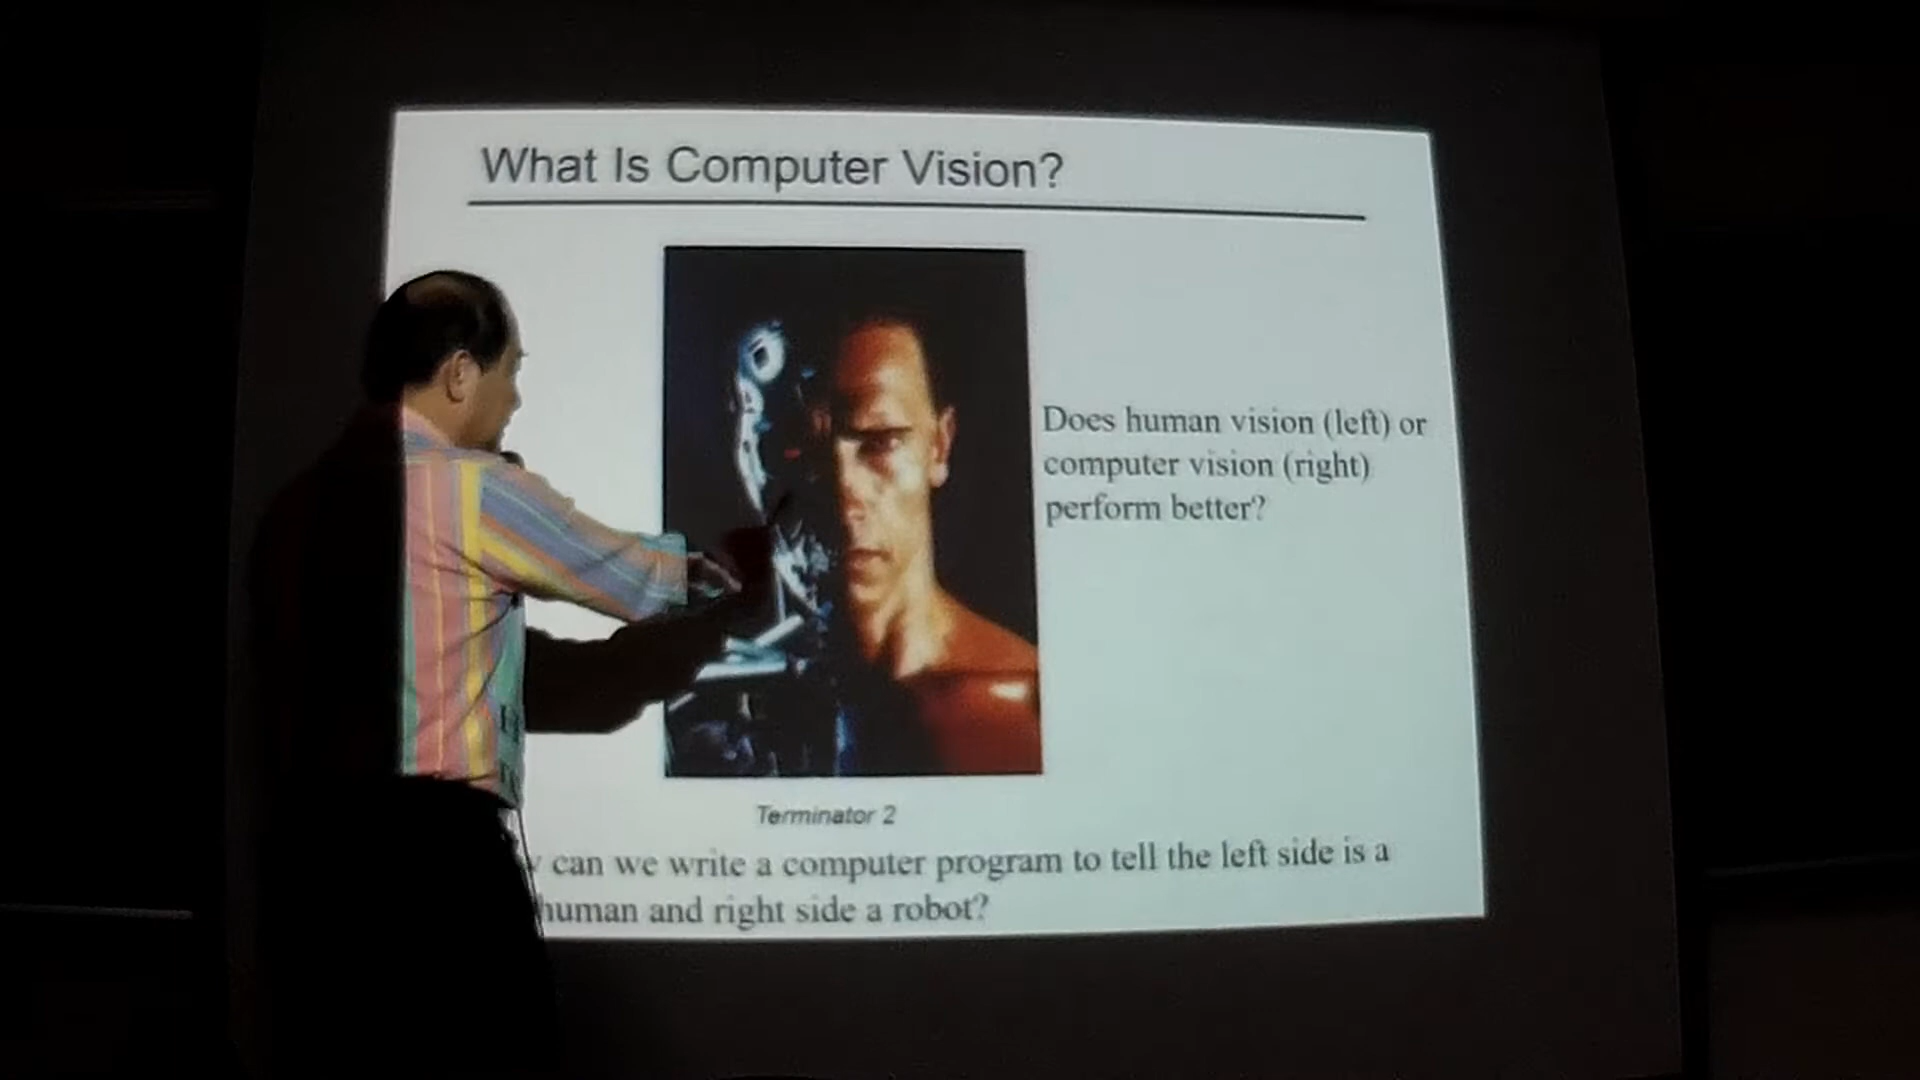 What Is Computer Vision?
Does human vision (left) or
computer vision (right)
perform better?
Terminator 2
can we write a computer program to tell the left side is a
human and right side a robot?